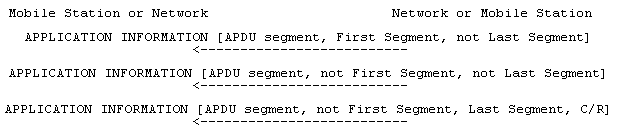 Mobile Station or Network Network or Mobile Station
APPLICATION INFORMATION [APDU segment, First Segment, not Last Segment]
<--------------------------
APPLICATION INFORMATION [APDU segment, not First Segment, not Last Segment]
<--------------------------
APPLICATION INFORMATION [APDU segment, not First Segment, Last Segment, C/R]
<--------------------------